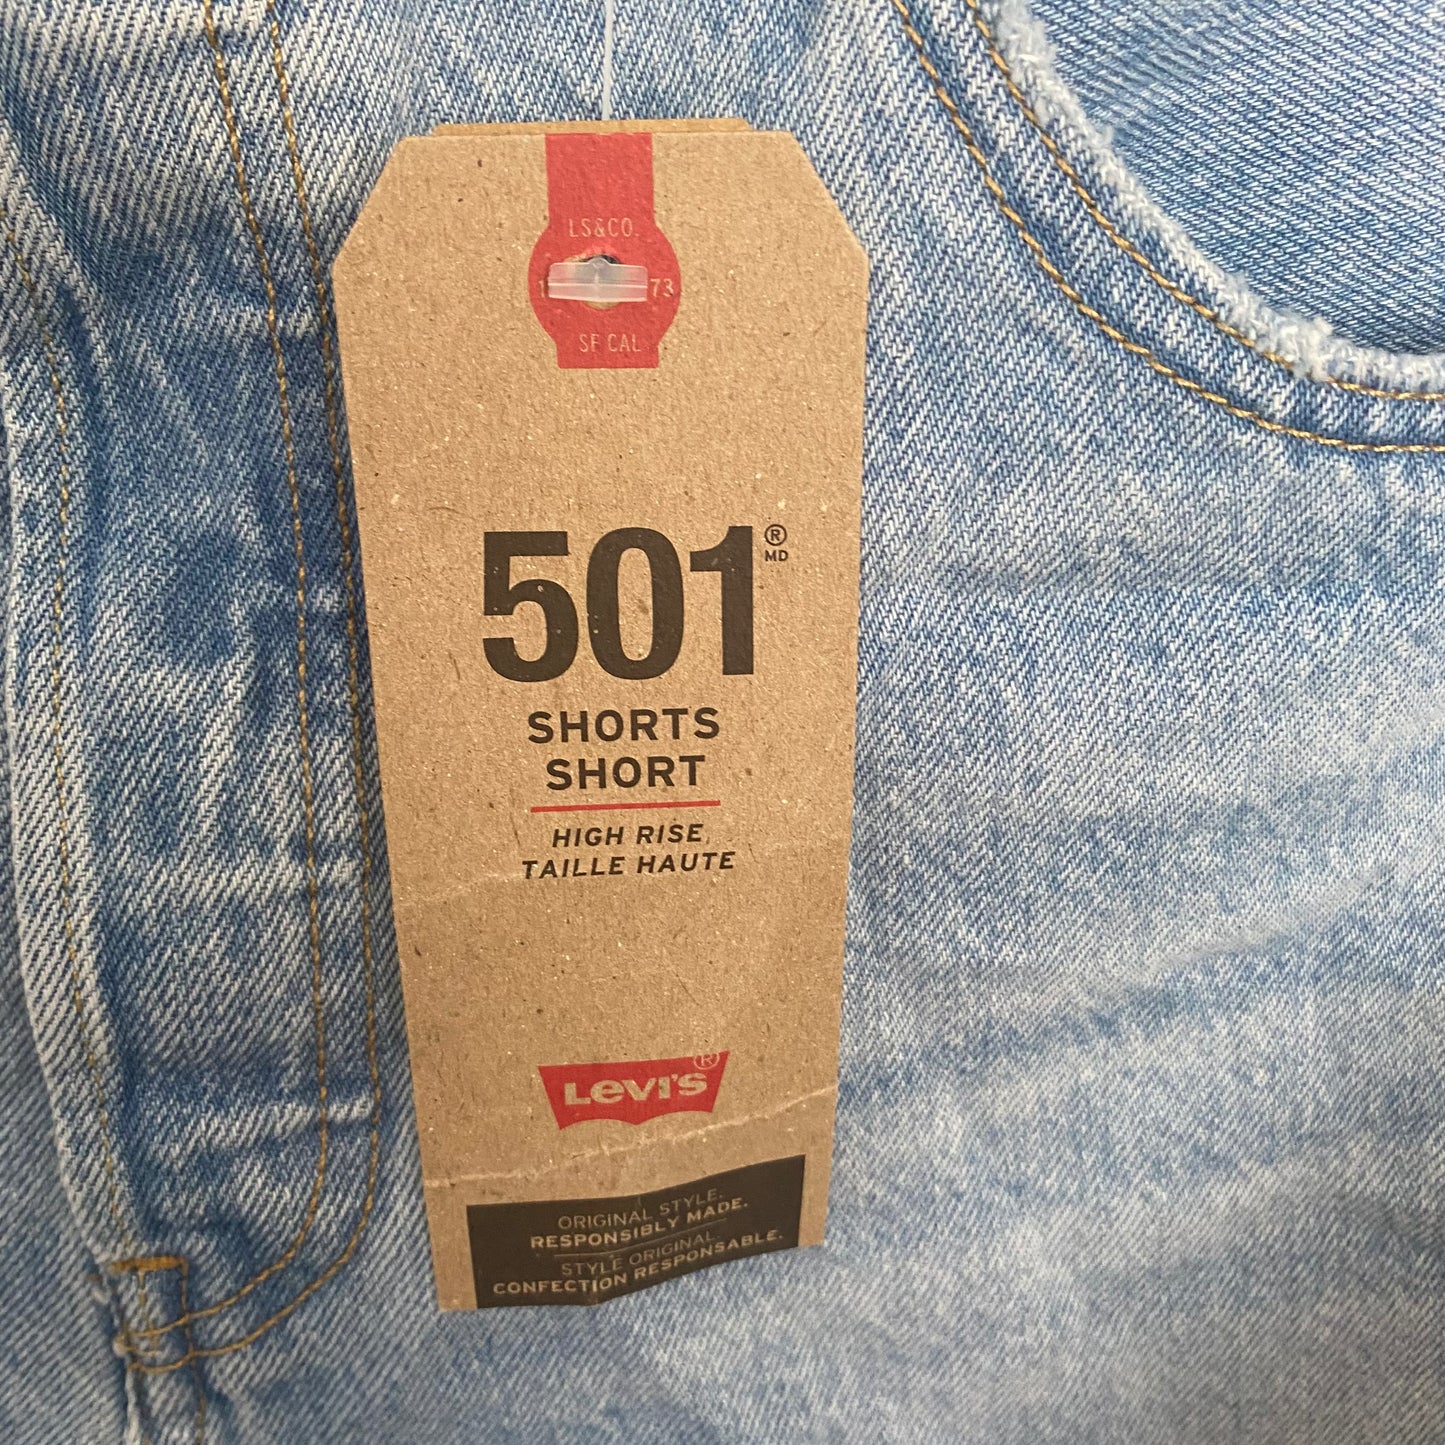 LS&CO.
1 73
SF CAL
501®
MD
SHORTS
SHORT
HIGH RISE
TAILLE HAUTE
Levi's®
ORIGINAL STYLE.
RESPONSIBLY MADE.
STYLE ORIGINAL.
CONFECTION RESPONSABLE.